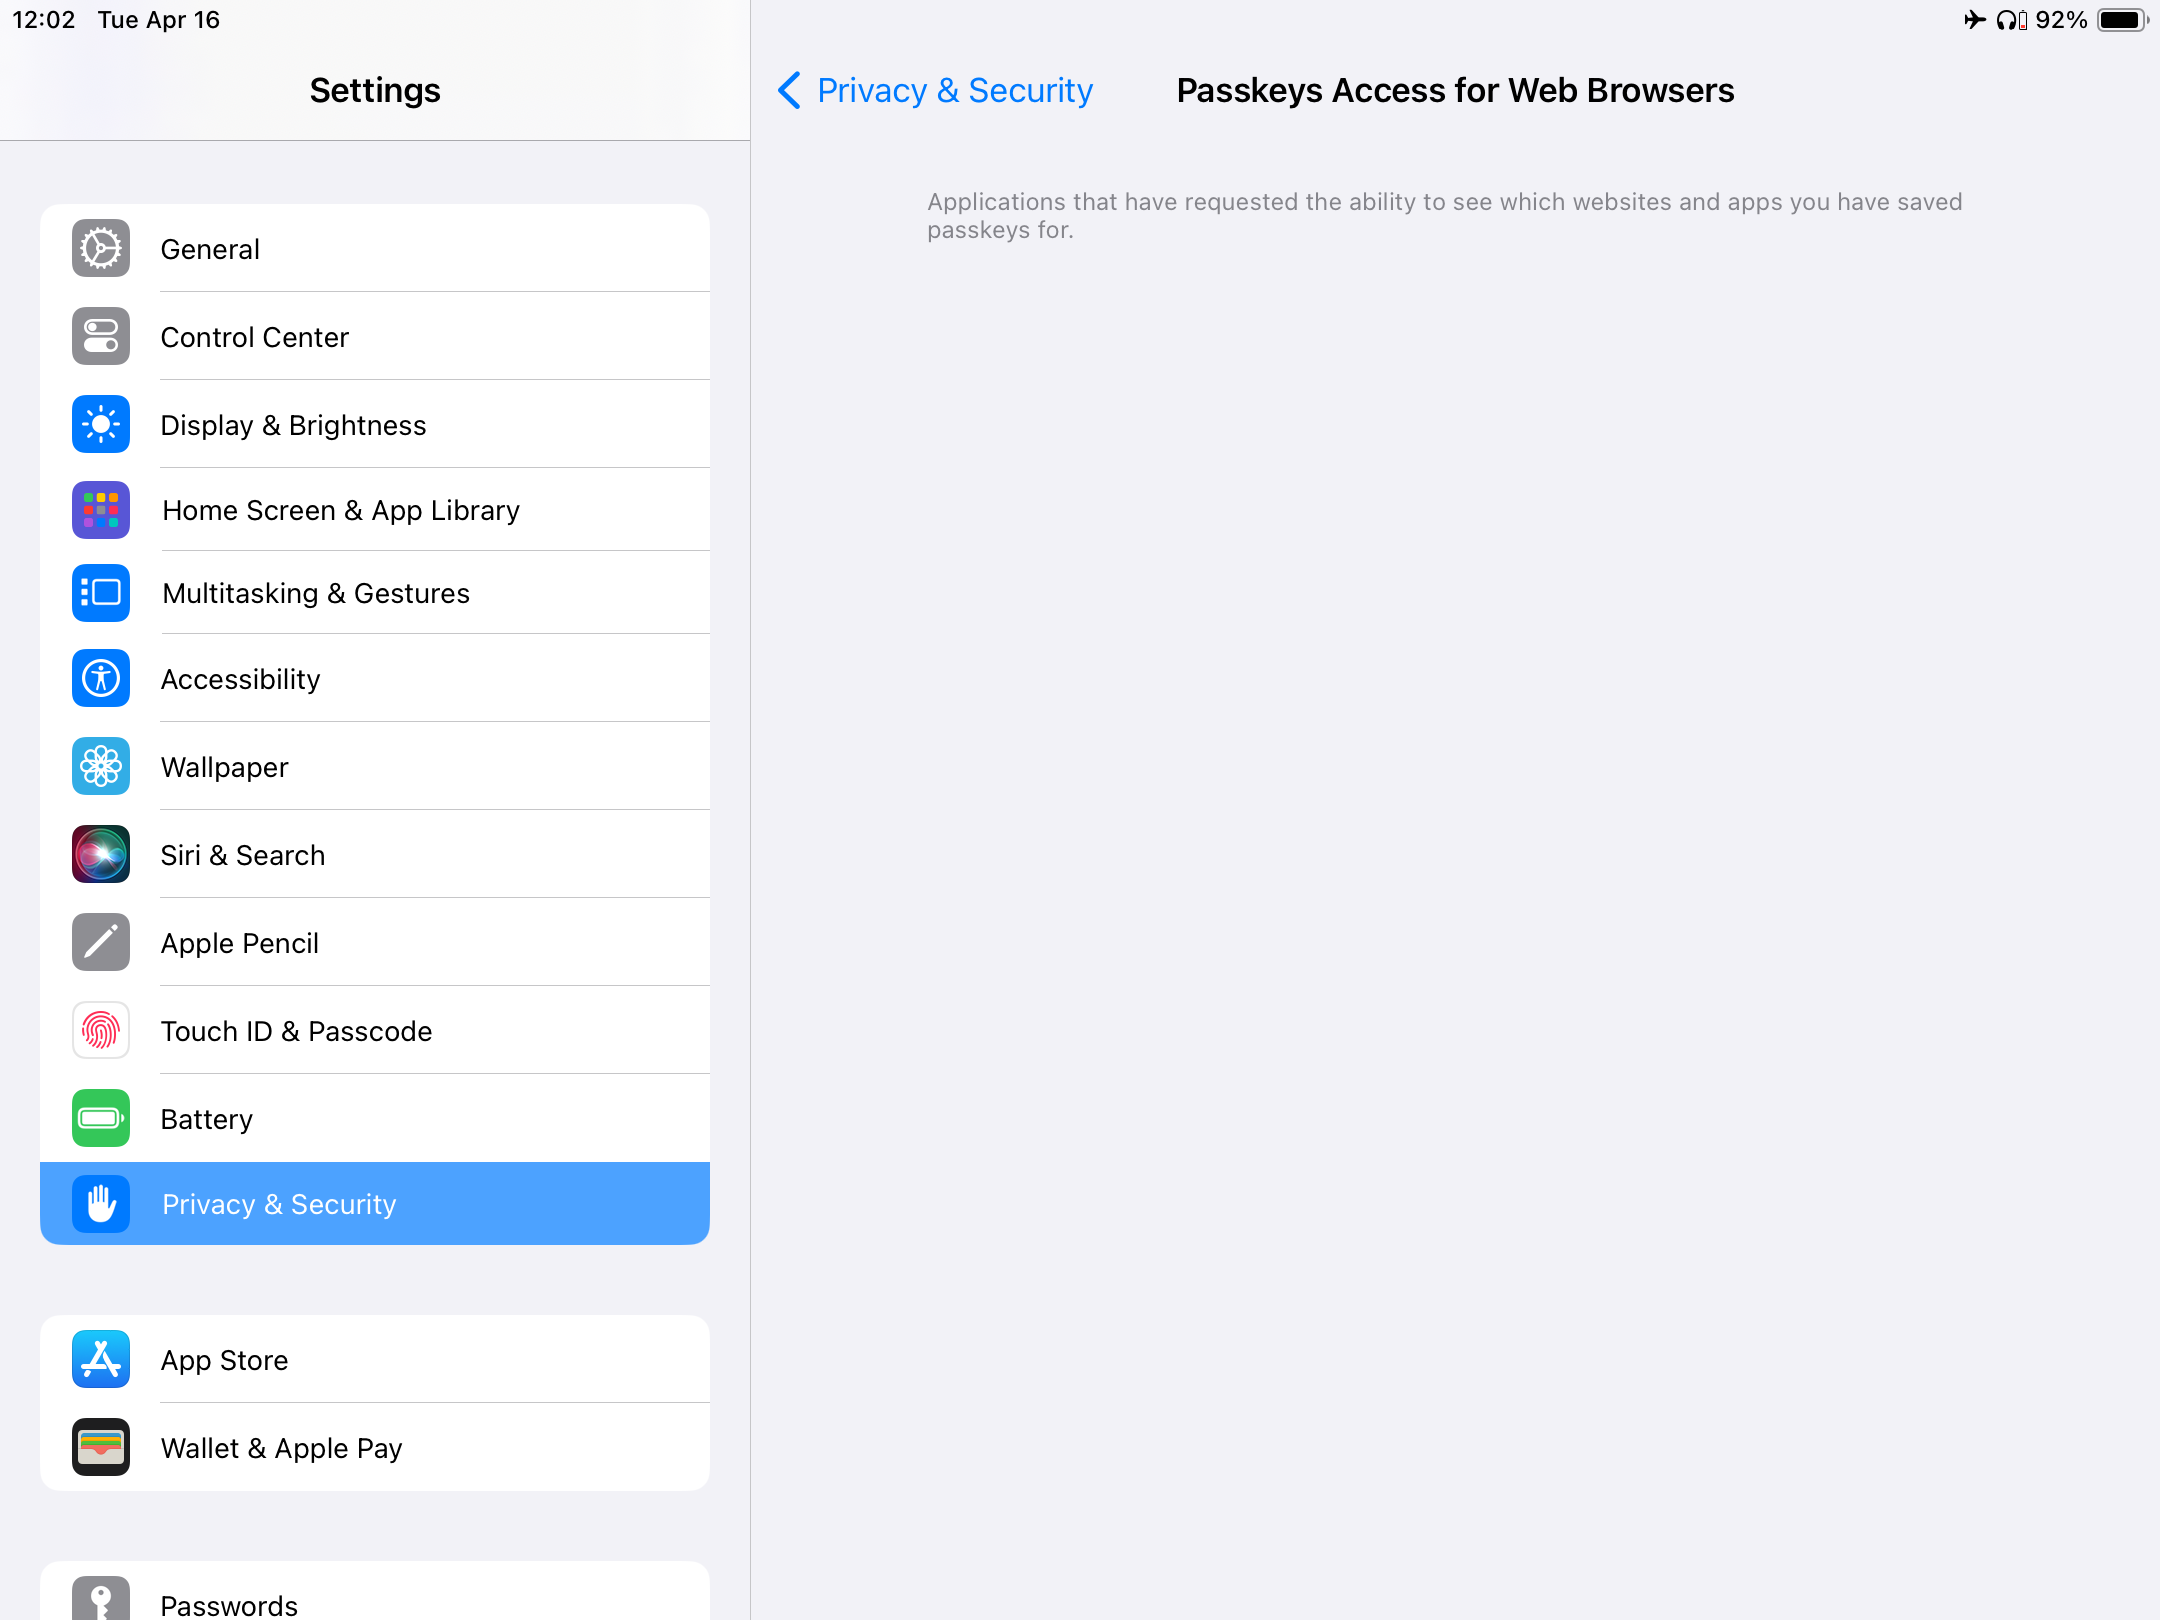 12:02 Tue Apr 16
92%
Settings
Privacy & Security
Passkeys Access for Web Browsers
Applications that have requested the ability to see which websites and apps you have saved
passkeys for.
General
Control Center
Display & Brightness
Home Screen & App Library
Multitasking & Gestures
Accessibility
Wallpaper
Siri & Search
Apple Pencil
Touch ID & Passcode
Battery
Privacy & Security
App Store
Wallet & Apple Pay
Passwords